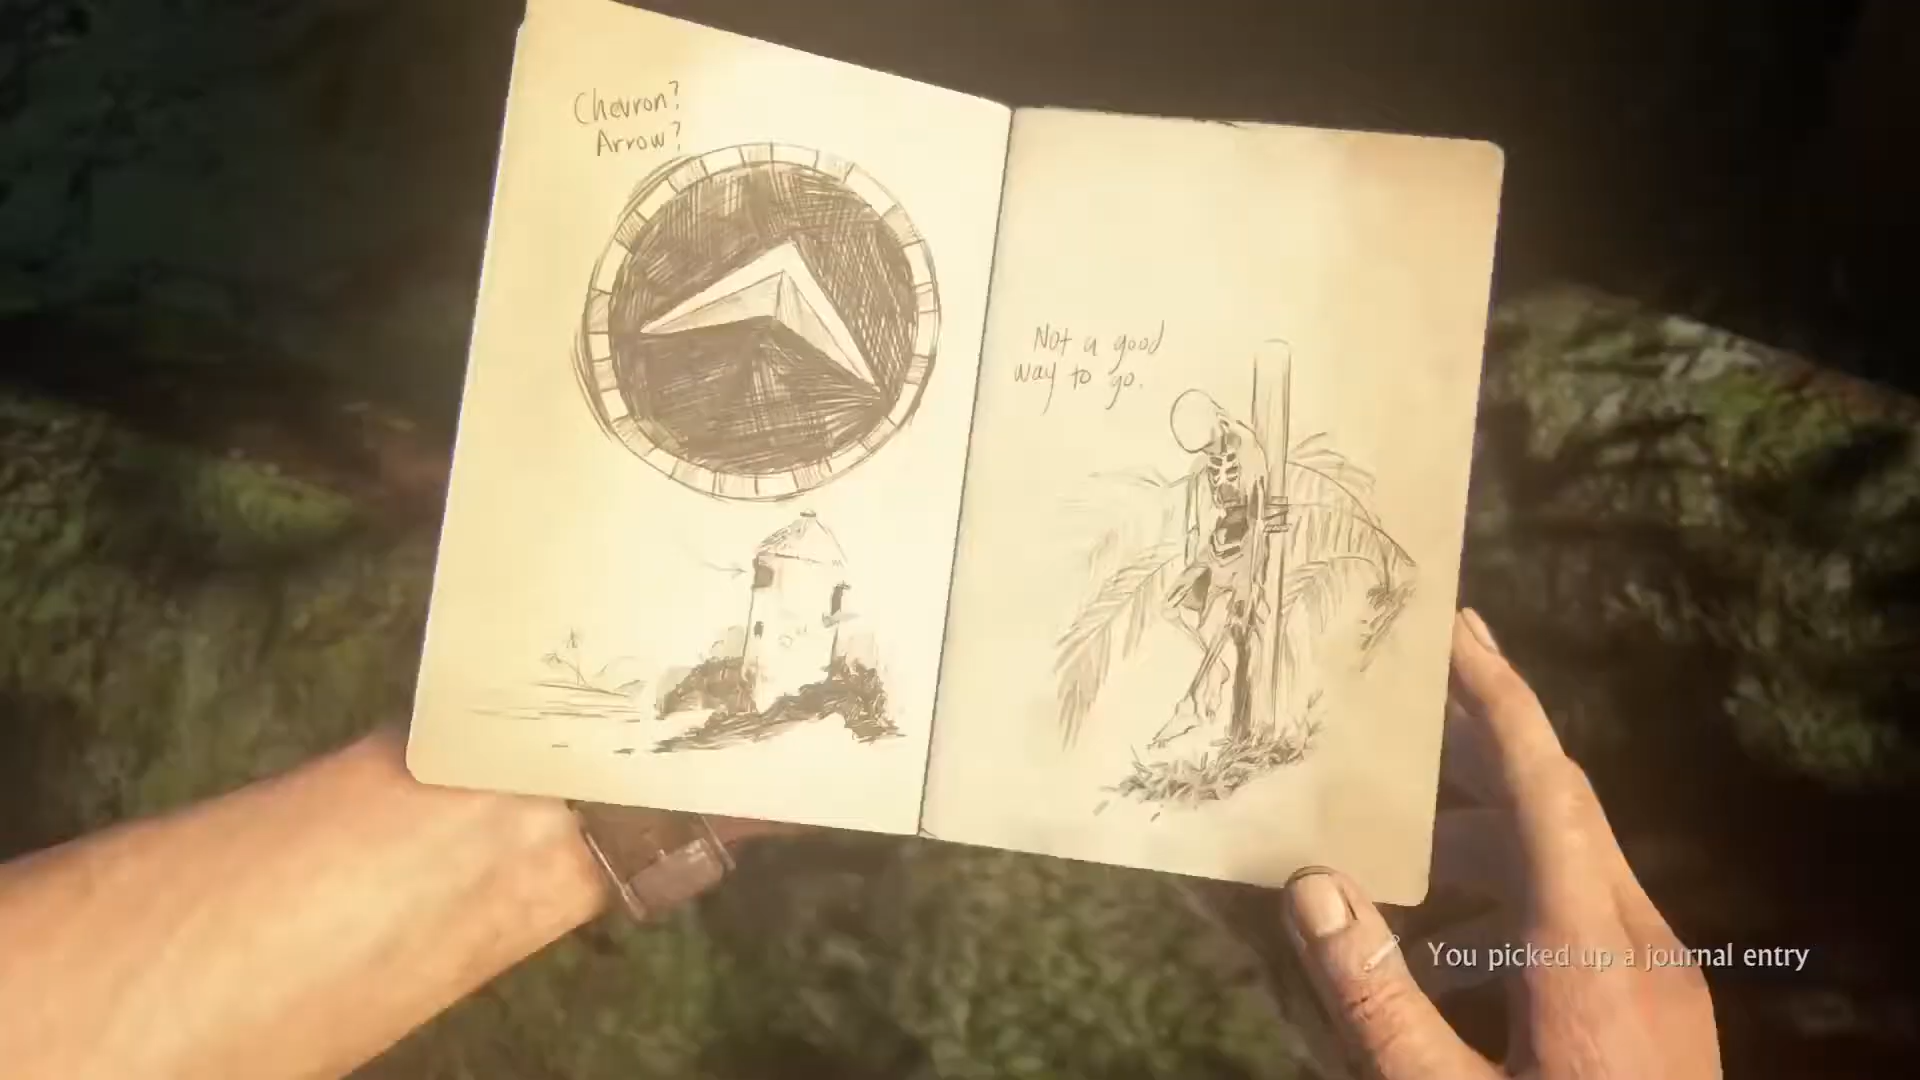 Chevron?
Arrow?
Not a good
way to go.
You picked up a journal entry